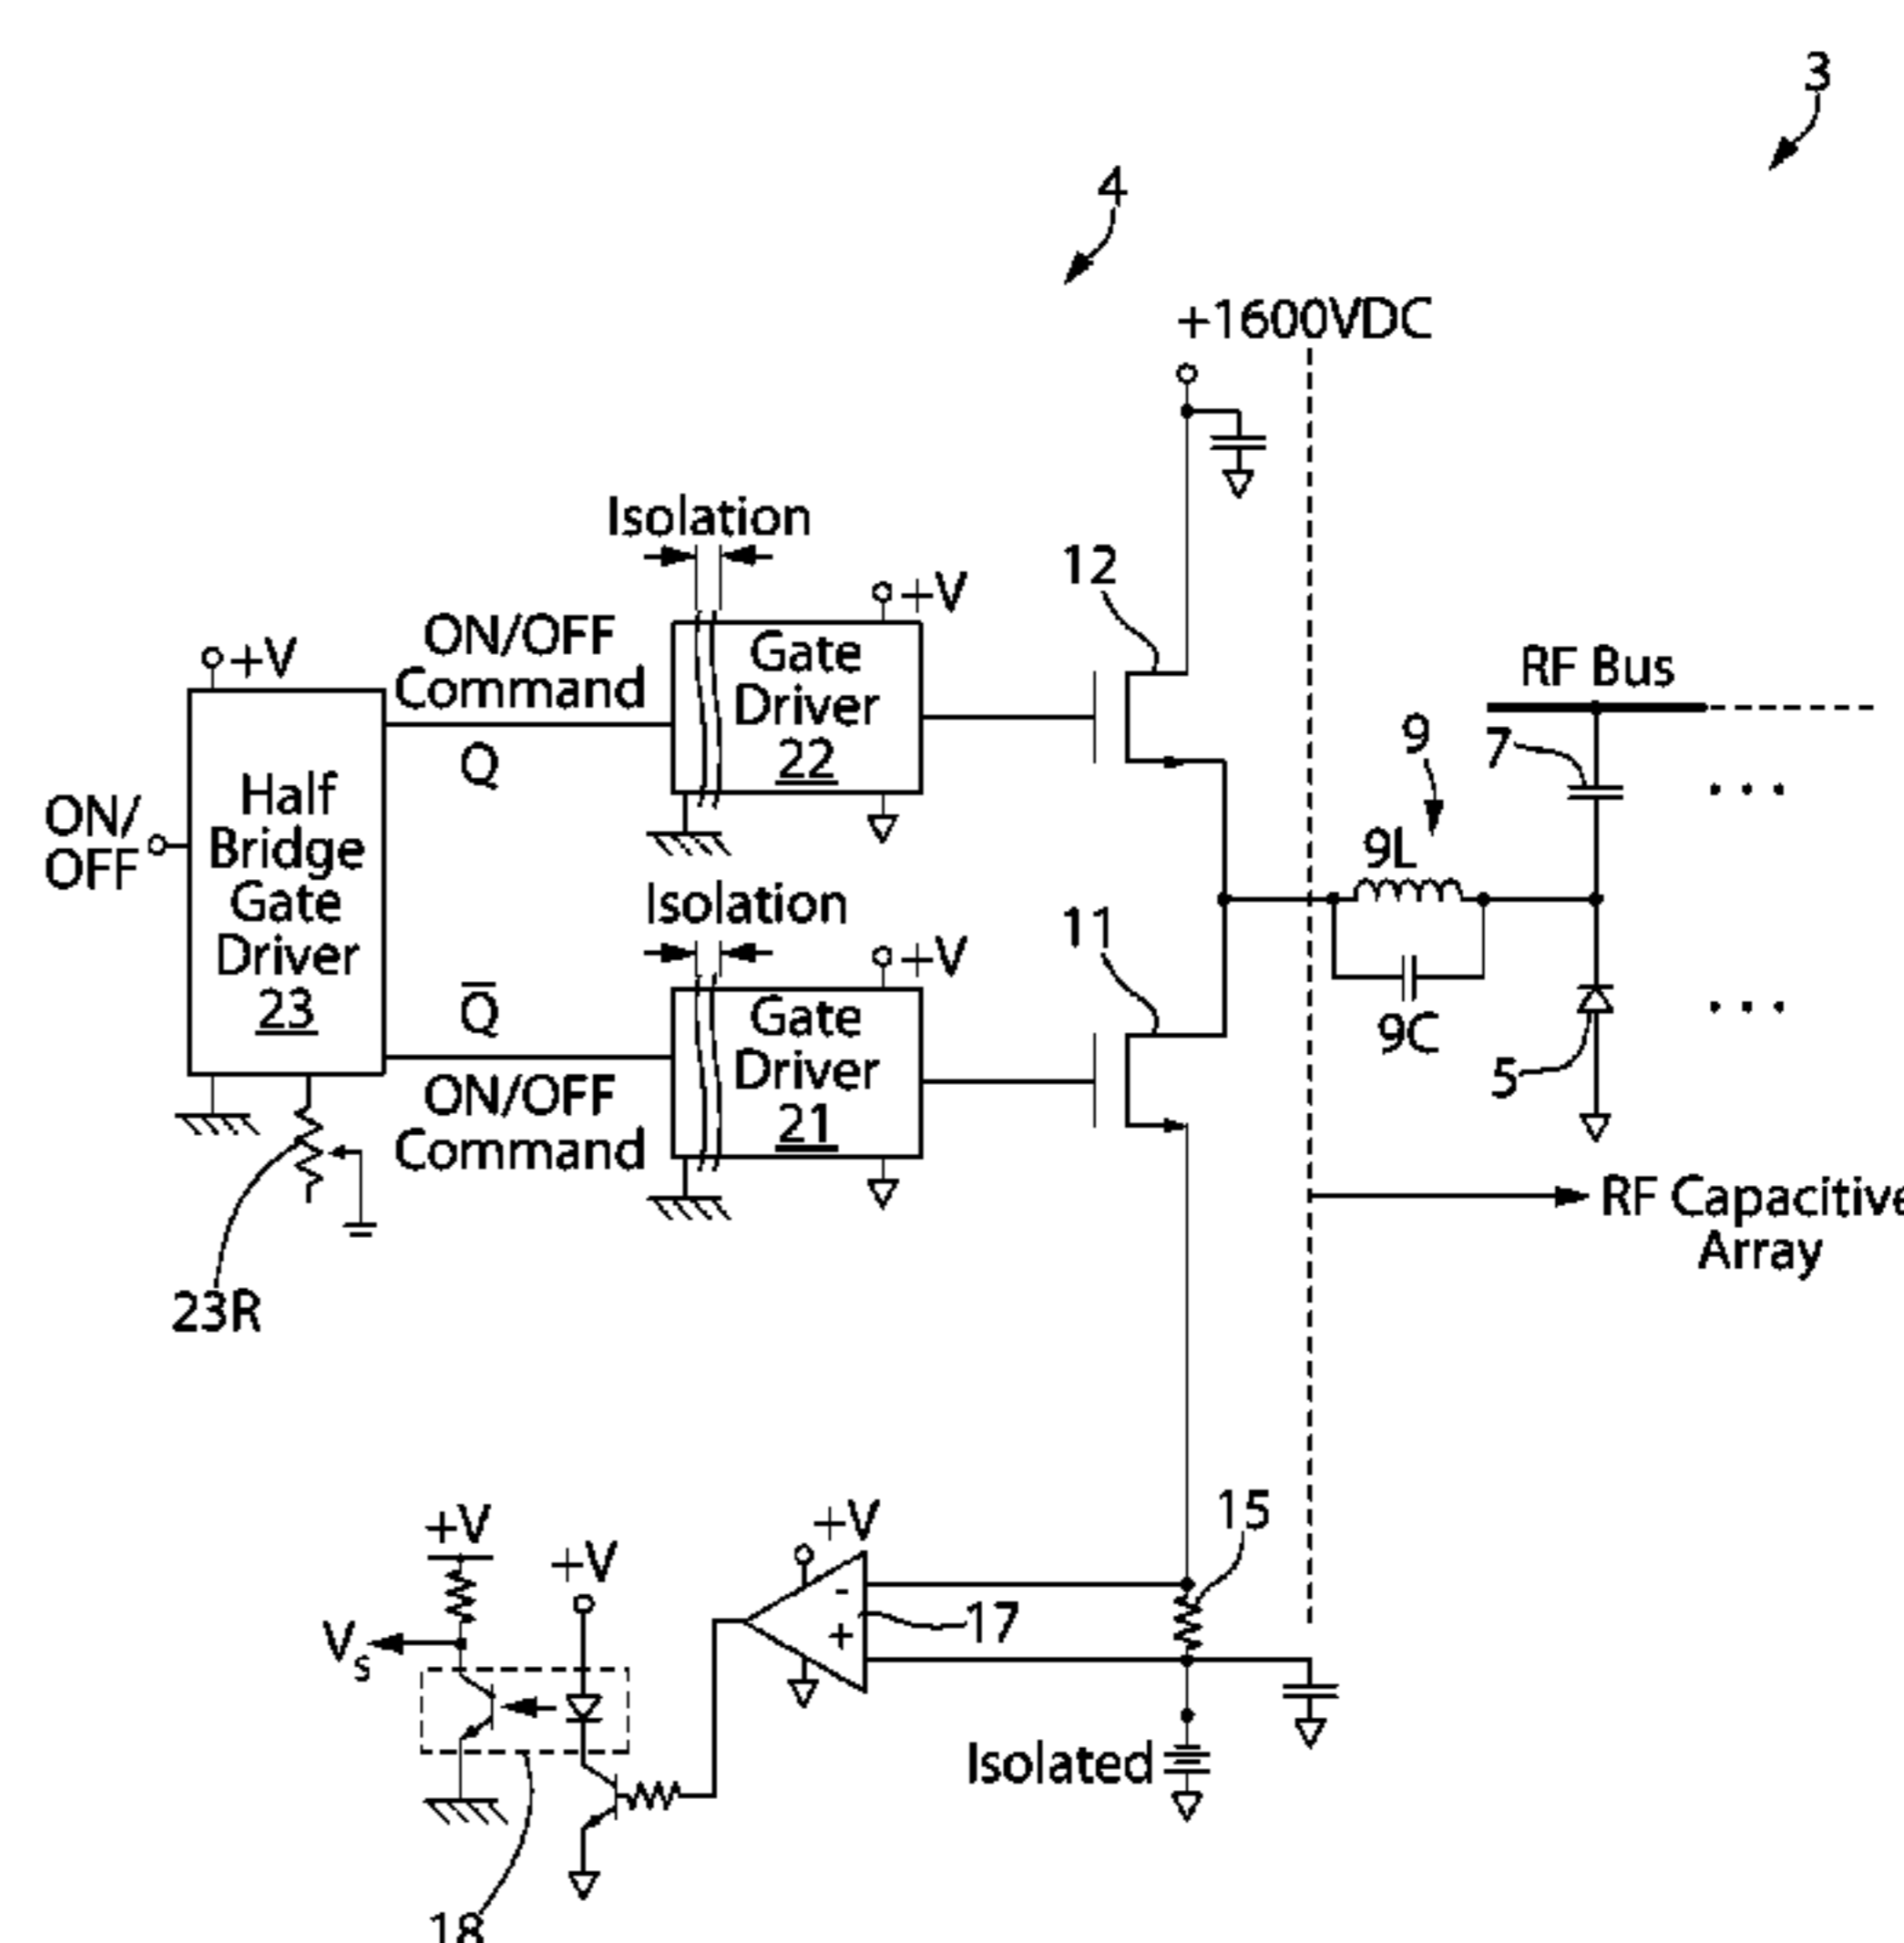 3
4
+1600VDC
Isolation
12
+V
ON/OFF
Command
Gate
Driver
22
+V
RF Bus
Q
9
7
ON/
OFF
Half
Bridge
Gate
Driver
23
9L
Isolation
11
+V
Q̅
Gate
Driver
21
9C
5
ON/OFF
Command
RF Capacitive
Array
23R
15
+V
+V
+V
-
17
+
Vs
Isolated
18